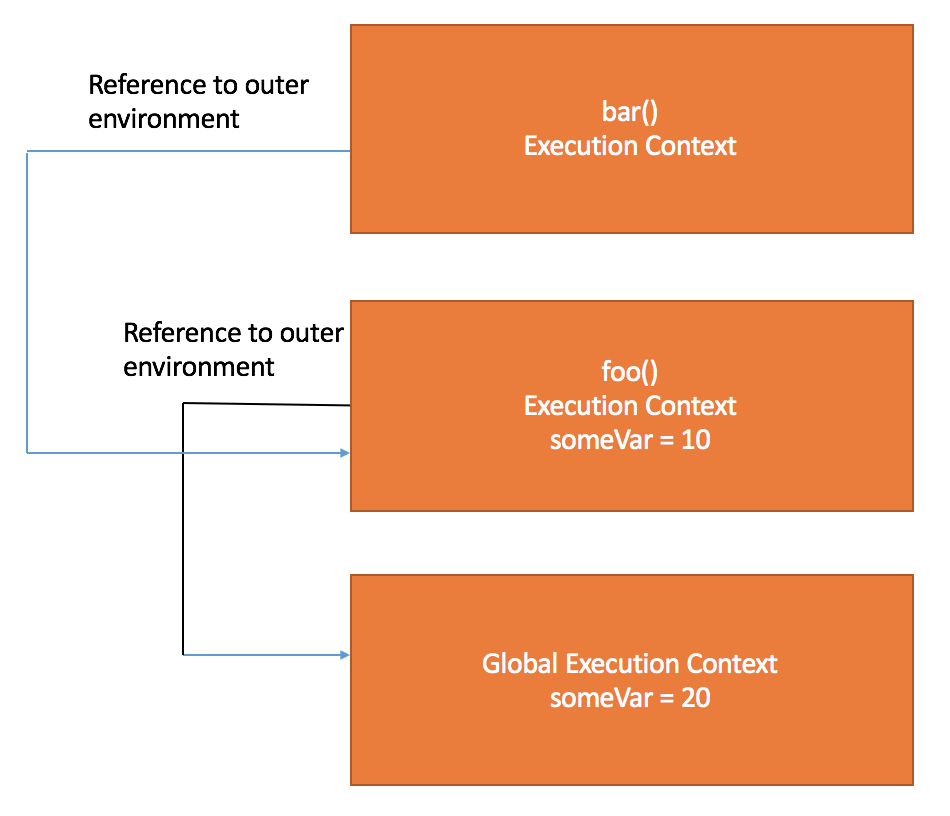 Reference to outer
environment
bar()
Execution Context
Reference to outer
environment
foo()
Execution Context
someVar = 10
Global Execution Context
someVar = 20